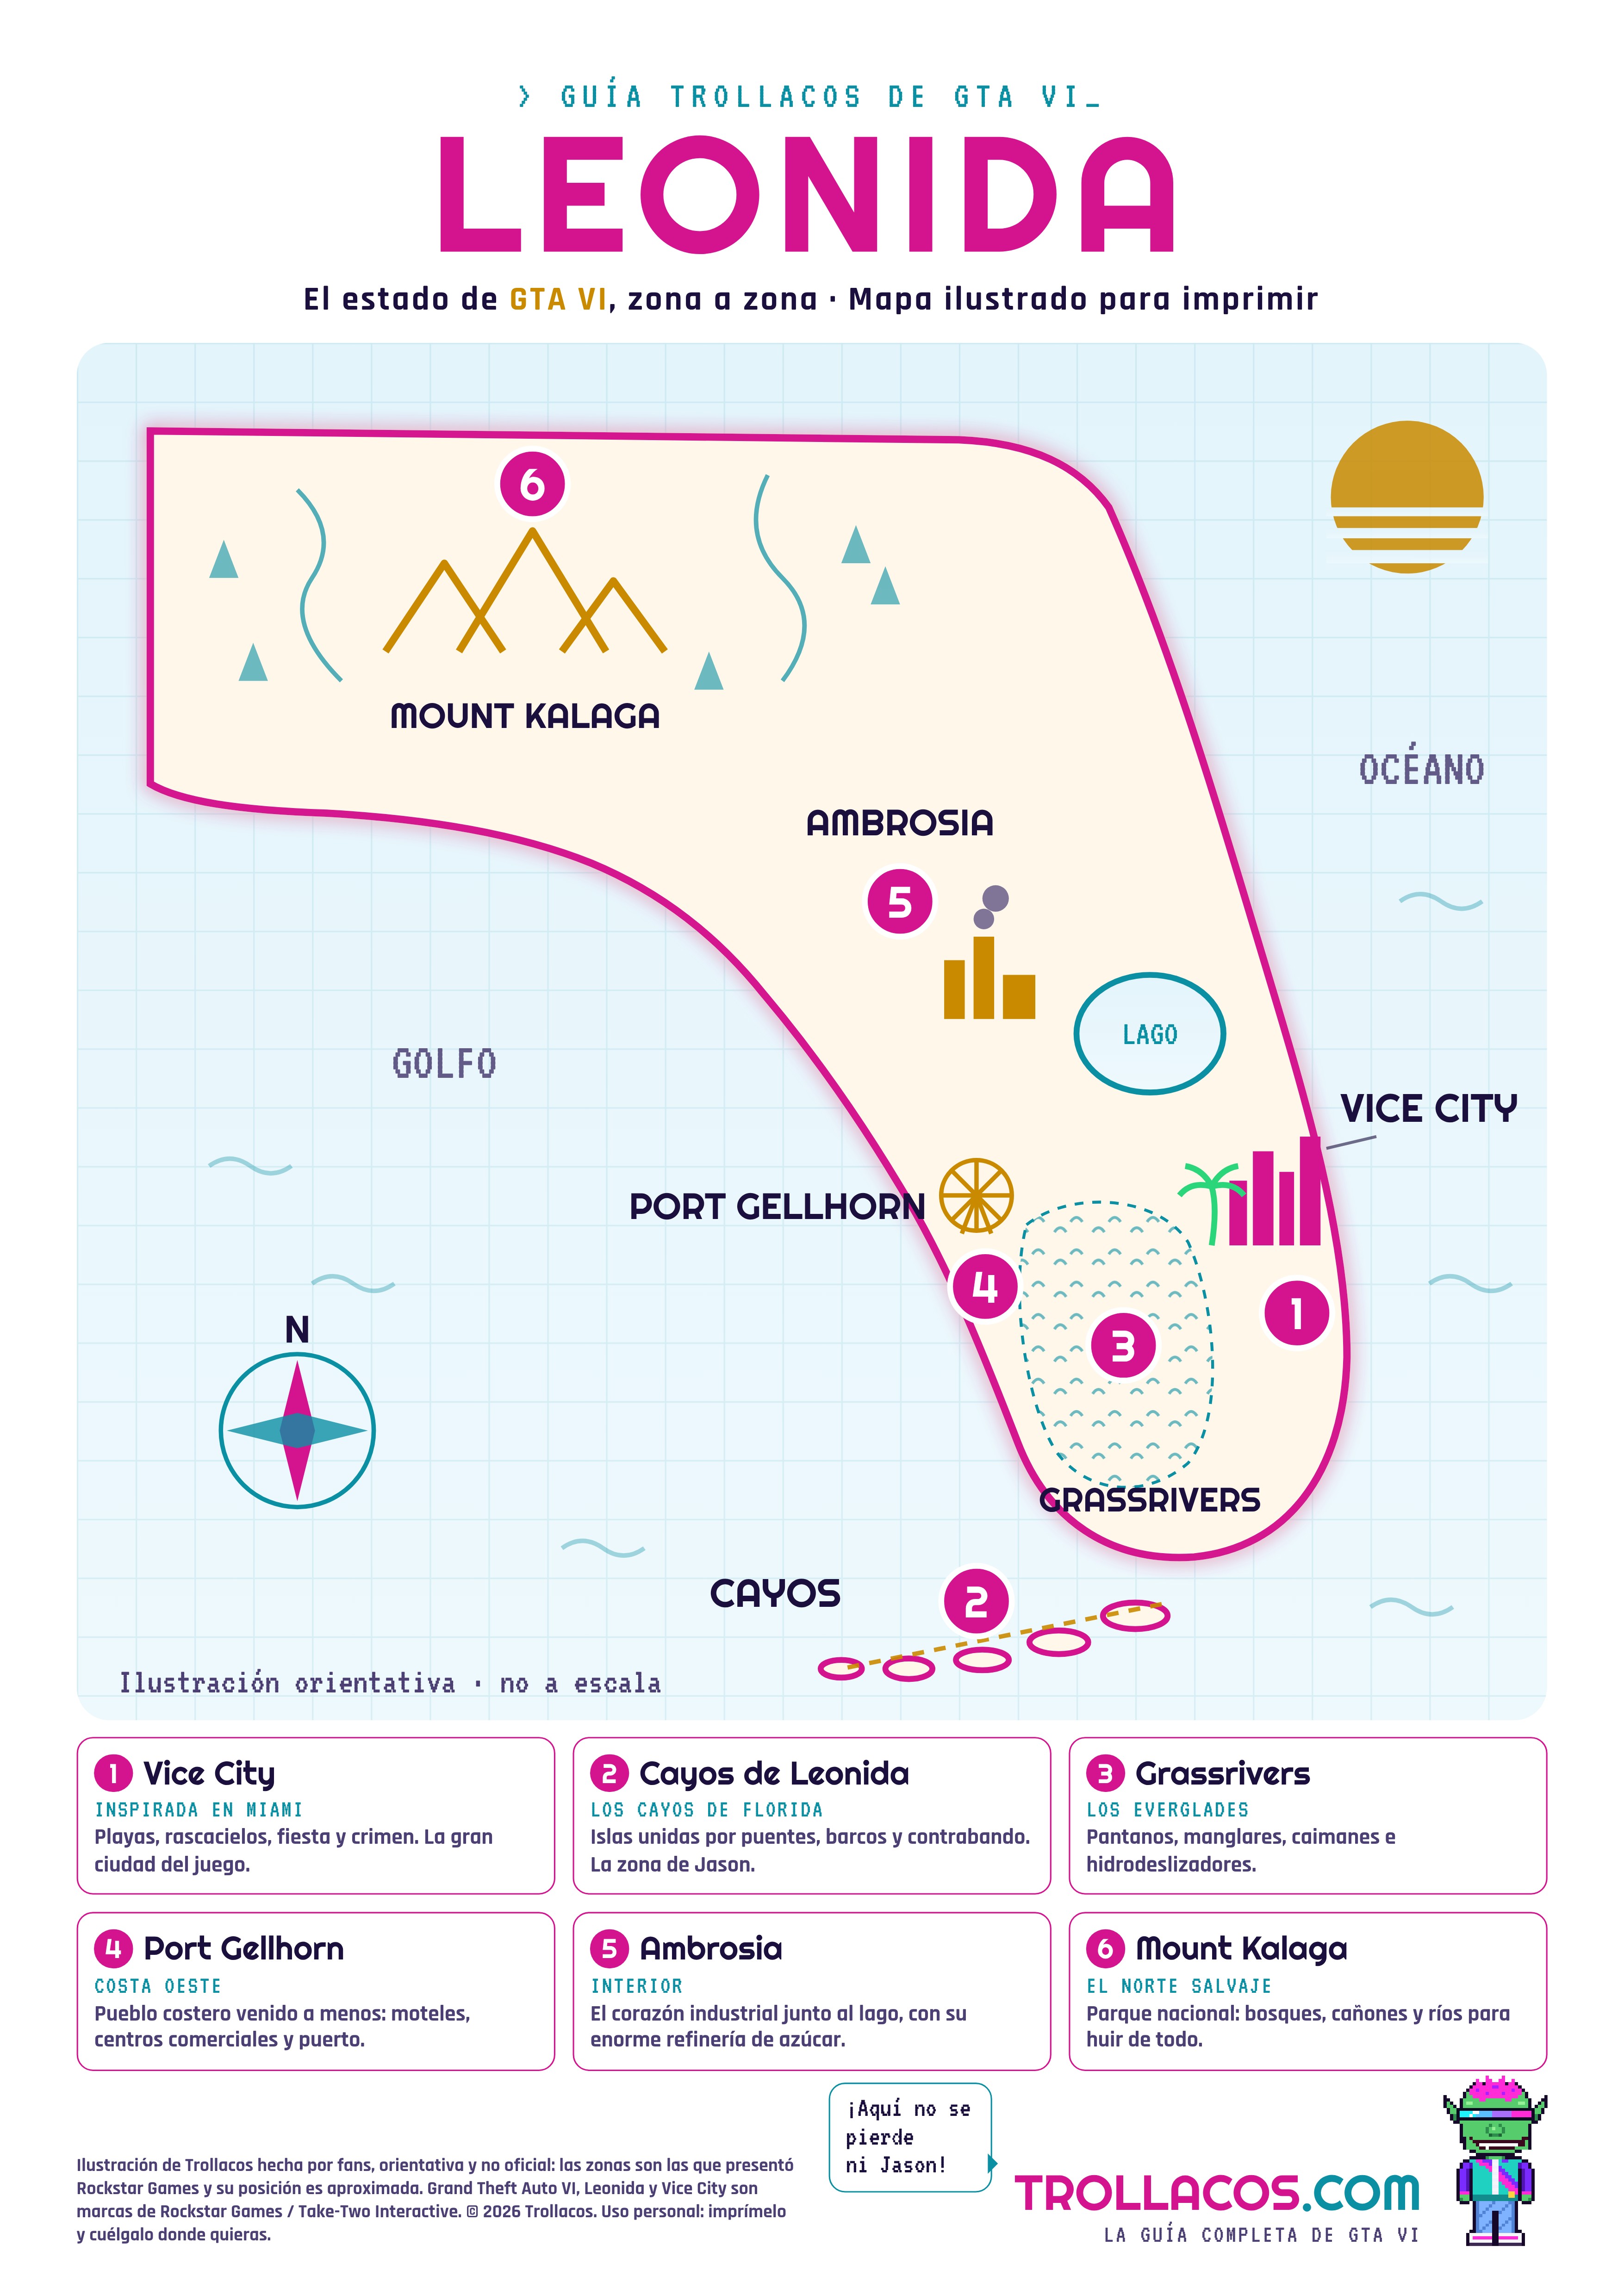 › GUÍA TROLLACOS DE GTA VI_
LEONIDA
El estado de GTA VI, zona a zona · Mapa ilustrado para imprimir
6
MOUNT KALAGA
OCÉANO
AMBROSIA
5
LAGO
GOLFO
VICE CITY
PORT GELLHORN
4
1
3
N
GRASSRIVERS
CAYOS
2
Ilustración orientativa · no a escala
1 Vice City
INSPIRADA EN MIAMI
Playas, rascacielos, fiesta y crimen. La gran
ciudad del juego.
2 Cayos de Leonida
LOS CAYOS DE FLORIDA
Islas unidas por puentes, barcos y contrabando.
La zona de Jason.
3 Grassrivers
LOS EVERGLADES
Pantanos, manglares, caimanes e
hidrodeslizadores.
4 Port Gellhorn
COSTA OESTE
Pueblo costero venido a menos: moteles,
centros comerciales y puerto.
5 Ambrosia
INTERIOR
El corazón industrial junto al lago, con su
enorme refinería de azúcar.
6 Mount Kalaga
EL NORTE SALVAJE
Parque nacional: bosques, cañones y ríos para
huir de todo.
¡Aquí no se
pierde
ni Jason!
Ilustración de Trollacos hecha por fans, orientativa y no oficial: las zonas son las que presentó
Rockstar Games y su posición es aproximada. Grand Theft Auto VI, Leonida y Vice City son
marcas de Rockstar Games / Take-Two Interactive. © 2026 Trollacos. Uso personal: imprímelo
y cuélgalo donde quieras.
TROLLACOS.COM
LA GUÍA COMPLETA DE GTA VI